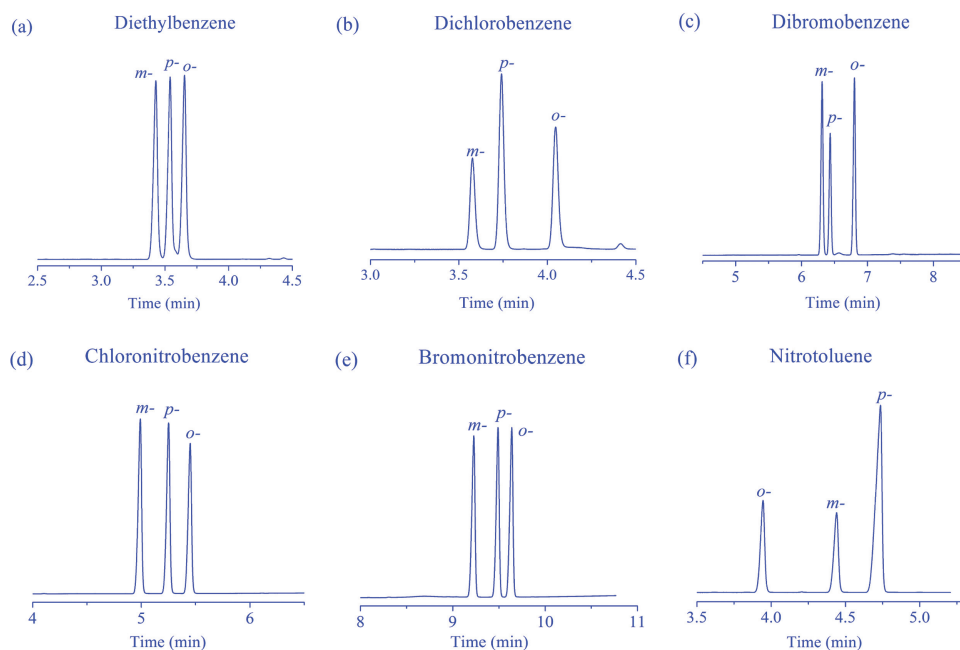 (a) Diethylbenzene
m- p- o-
2.5 3.0 3.5 4.0 4.5
Time (min)
(b) Dichlorobenzene
m- p- o-
3.0 3.5 4.0 4.5
Time (min)
(c) Dibromobenzene
m- p- o-
5 6 7 8
Time (min)
(d) Chloronitrobenzene
m- p- o-
4 5 6
Time (min)
(e) Bromonitrobenzene
m- p- o-
8 9 10 11
Time (min)
(f) Nitrotoluene
o- m- p-
3.5 4.0 4.5 5.0
Time (min)